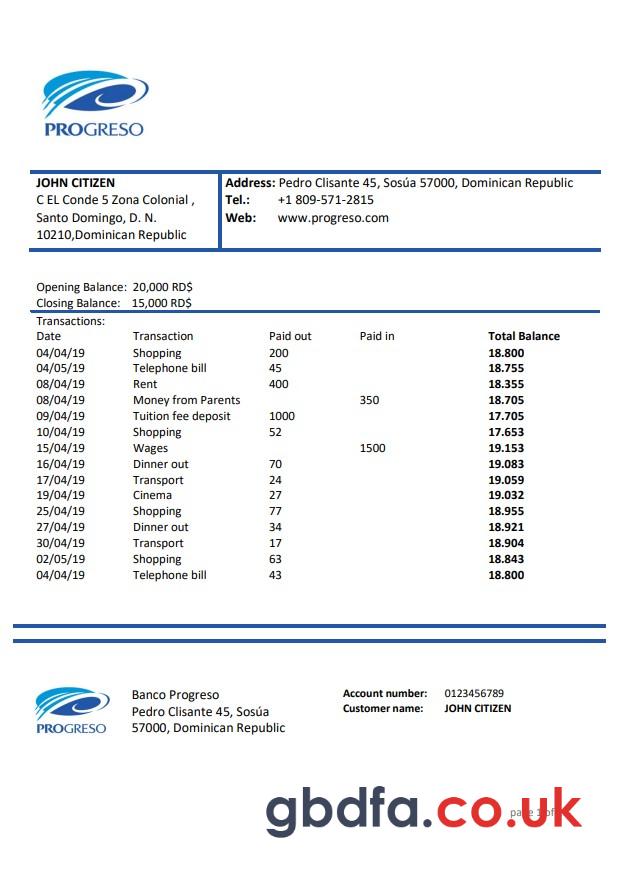 PROGRESO
JOHN CITIZEN
C EL Conde 5 Zona Colonial ,
Santo Domingo, D. N.
10210,Dominican Republic
Address: Pedro Clisante 45, Sosúa 57000, Dominican Republic
Tel.: +1 809-571-2815
Web: www.progreso.com
Opening Balance: 20,000 RD$
Closing Balance: 15,000 RD$
Transactions:
Date Transaction Paid out Paid in Total Balance
04/04/19 Shopping 200 18.800
04/05/19 Telephone bill 45 18.755
08/04/19 Rent 400 18.355
08/04/19 Money from Parents 350 18.705
09/04/19 Tuition fee deposit 1000 17.705
10/04/19 Shopping 52 17.653
15/04/19 Wages 1500 19.153
16/04/19 Dinner out 70 19.083
17/04/19 Transport 24 19.059
19/04/19 Cinema 27 19.032
25/04/19 Shopping 77 18.955
27/04/19 Dinner out 34 18.921
30/04/19 Transport 17 18.904
02/05/19 Shopping 63 18.843
04/04/19 Telephone bill 43 18.800
PROGRESO
Banco Progreso
Pedro Clisante 45, Sosúa
57000, Dominican Republic
Account number: 0123456789
Customer name: JOHN CITIZEN
gbdfa.co.uk